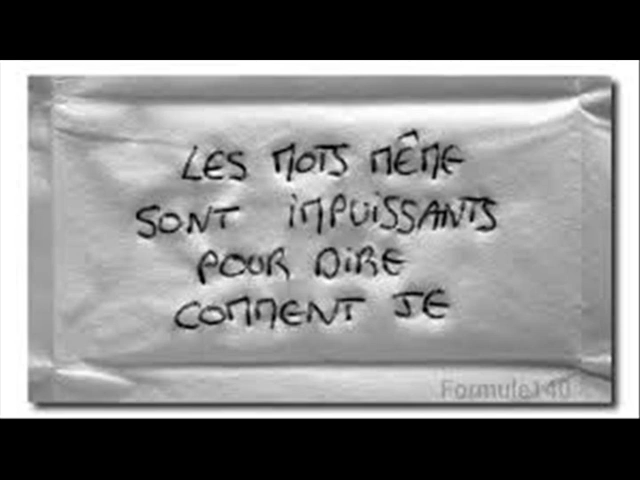 LES MOTS MÊME
SONT iMPUiSSANTS
POUR DiRE
COMMENT JE
Formule140